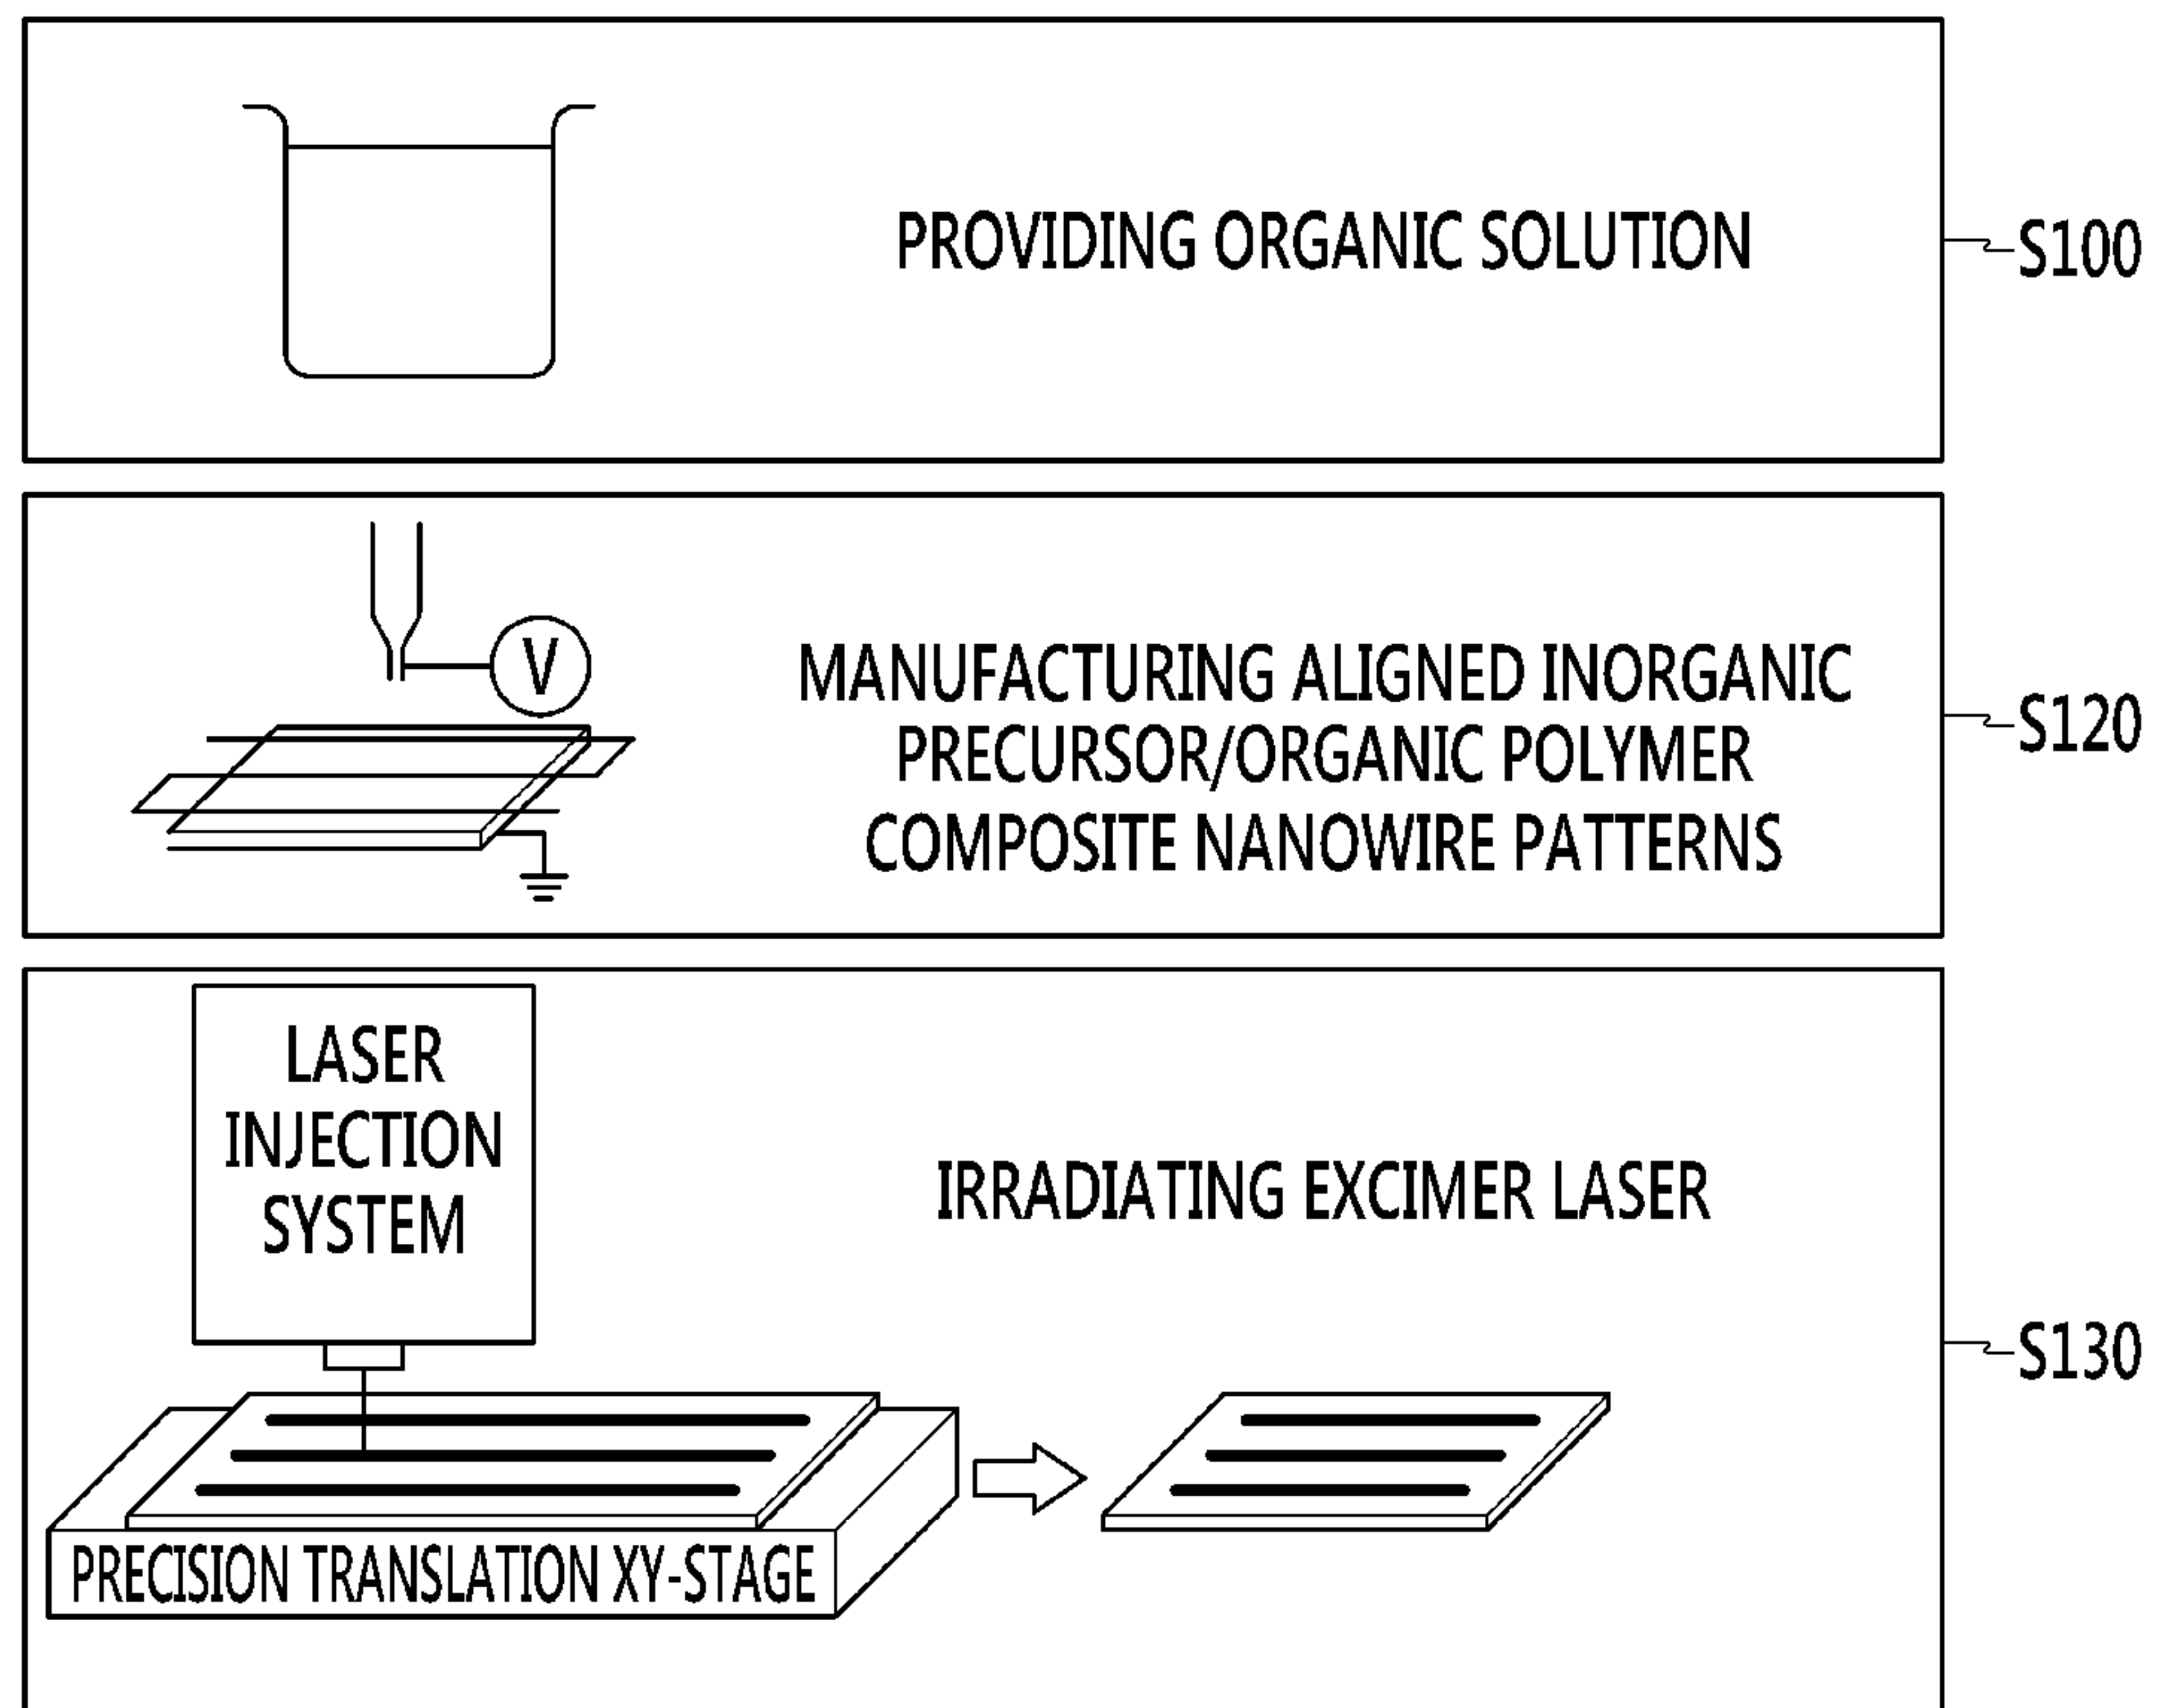 PROVIDING ORGANIC SOLUTION
S100
V
MANUFACTURING ALIGNED INORGANIC
PRECURSOR/ORGANIC POLYMER
COMPOSITE NANOWIRE PATTERNS
S120
LASER
INJECTION
SYSTEM
IRRADIATING EXCIMER LASER
S130
PRECISION TRANSLATION XY-STAGE